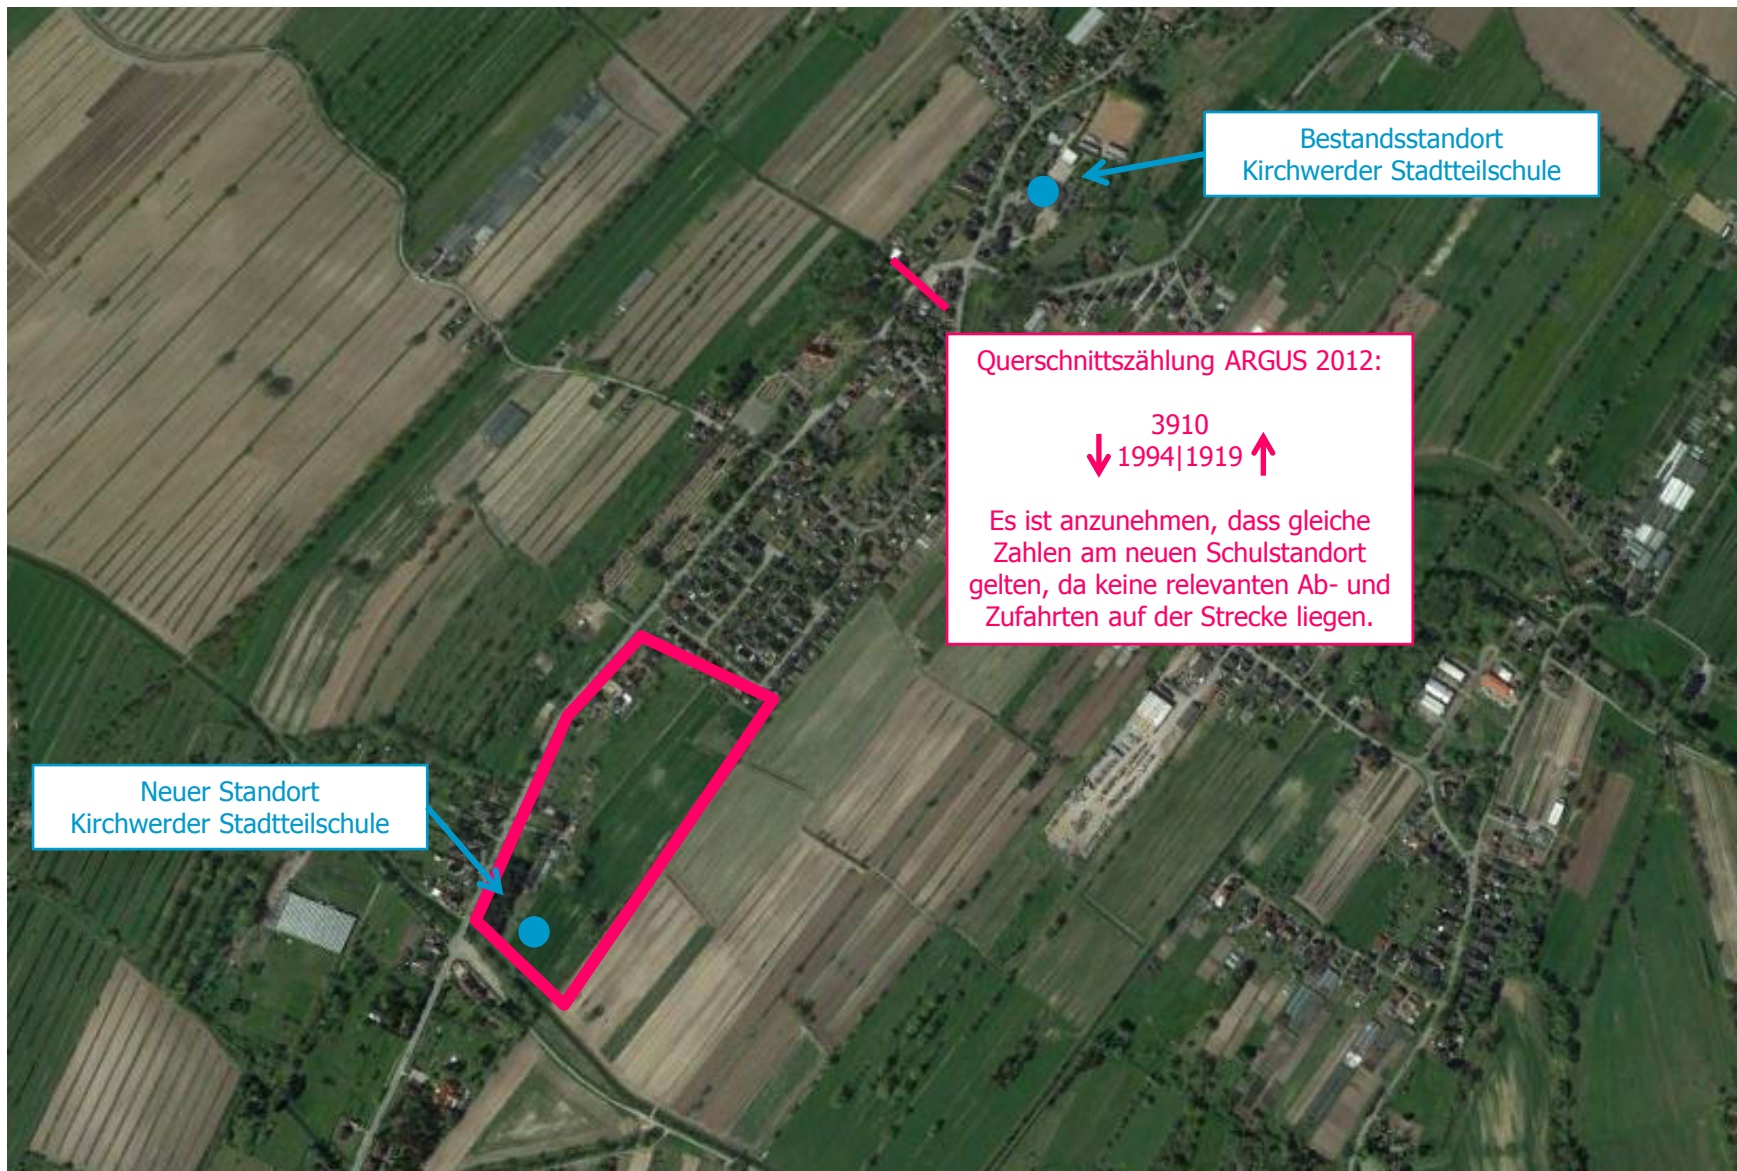 Bestandsstandort
Kirchwerder Stadtteilschule
Querschnittszählung ARGUS 2012:
3910
1994|1919
Es ist anzunehmen, dass gleiche
Zahlen am neuen Schulstandort
gelten, da keine relevanten Ab- und
Zufahrten auf der Strecke liegen.
Neuer Standort
Kirchwerder Stadtteilschule